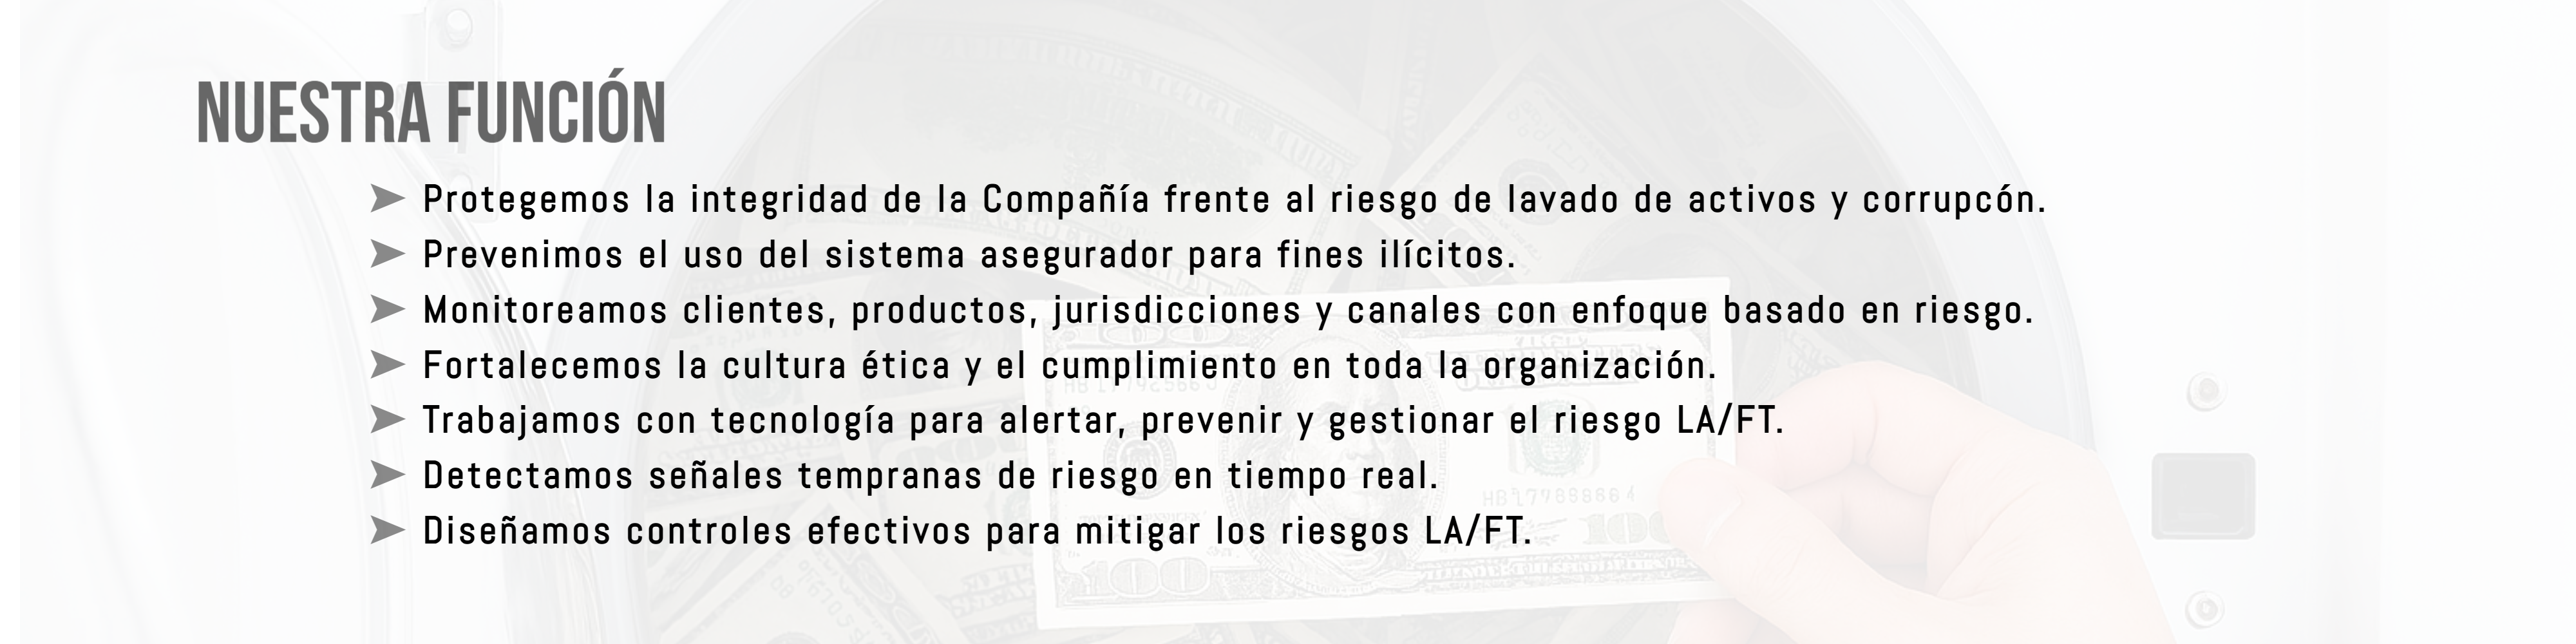 NUESTRA FUNCIÓN
Protegemos la integridad de la Compañía frente al riesgo de lavado de activos y corrupcón.
Prevenimos el uso del sistema asegurador para fines ilícitos.
Monitoreamos clientes, productos, jurisdicciones y canales con enfoque basado en riesgo.
Fortalecemos la cultura ética y el cumplimiento en toda la organización.
Trabajamos con tecnología para alertar, prevenir y gestionar el riesgo LA/FT.
Detectamos señales tempranas de riesgo en tiempo real.
Diseñamos controles efectivos para mitigar los riesgos LA/FT.